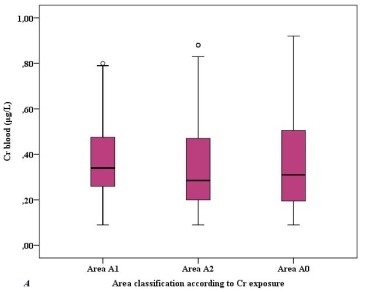 1,00
,80
,60
,40
,20
,00
Cr blood (µg/L)
Area A1 Area A2 Area A0
A Area classification according to Cr exposure